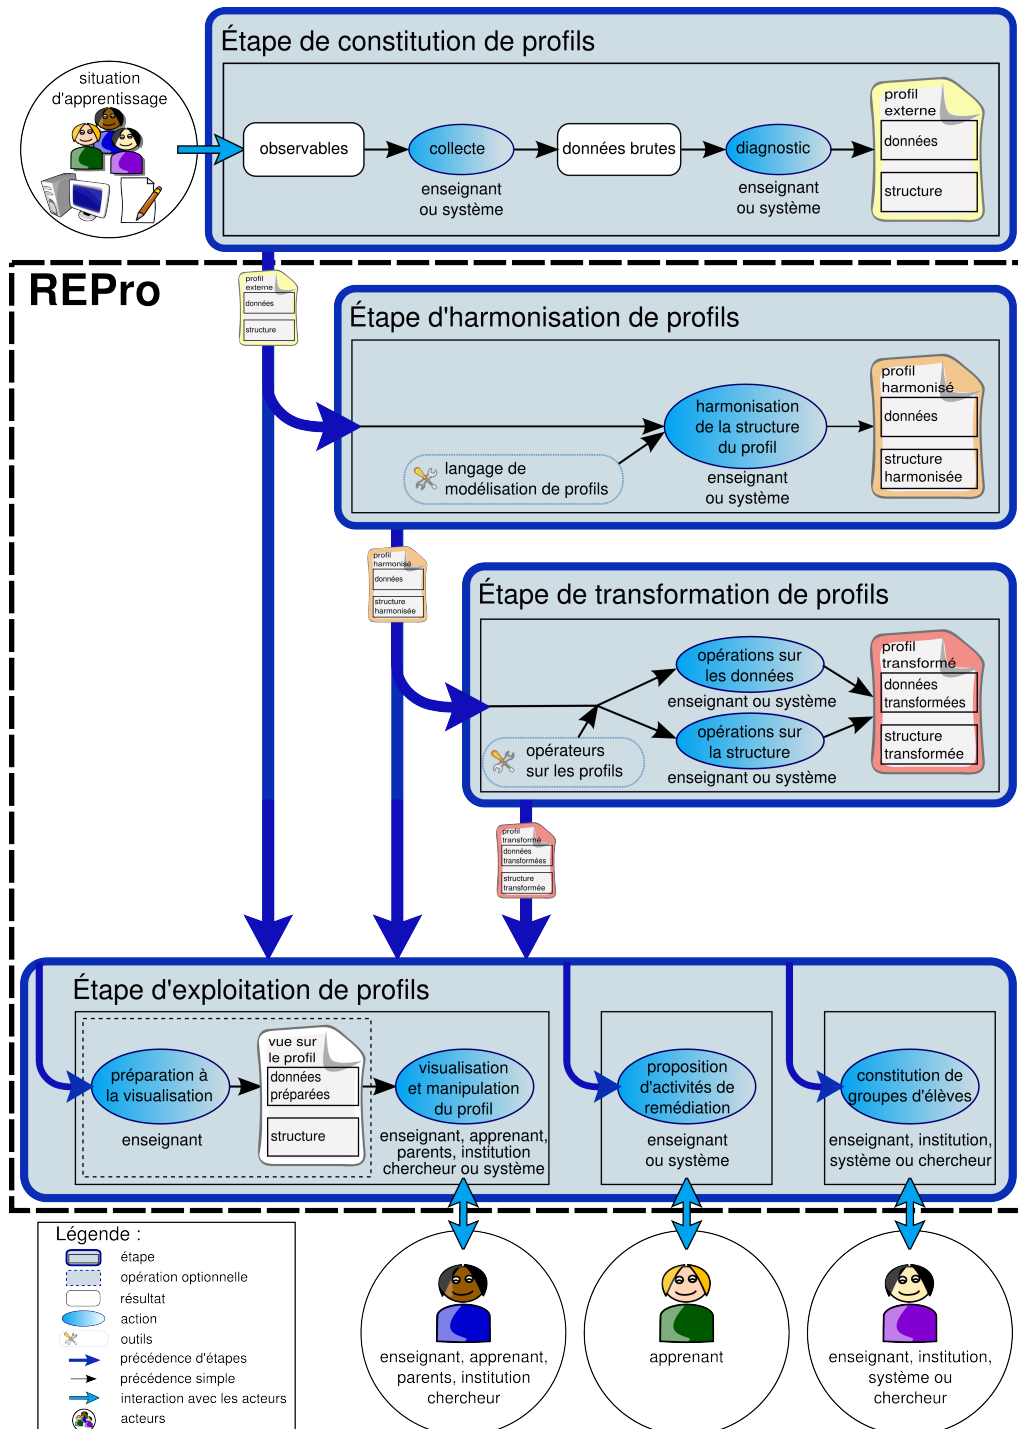 Étape de constitution de profils
situation
d'apprentissage
observables
collecte
enseignant
ou système
données brutes
diagnostic
enseignant
ou système
profil
externe
données
structure
REPro
profil
externe
données
structure
Étape d'harmonisation de profils
harmonisation
de la structure
du profil
enseignant
ou système
langage de
modélisation de profils
profil
harmonisé
données
structure
harmonisée
profil
harmonisé
données
structure
harmonisée
Étape de transformation de profils
opérations sur
les données
enseignant ou système
opérations sur
la structure
enseignant ou système
opérateurs
sur les profils
profil
transformé
données
transformées
structure
transformée
profil
transformé
données
transformées
structure
transformée
Étape d'exploitation de profils
préparation à
la visualisation
enseignant
vue sur
le profil
données
préparées
structure
visualisation
et manipulation
du profil
enseignant, apprenant,
parents, institution
chercheur ou système
proposition
d'activités de
remédiation
enseignant
ou système
constitution de
groupes d'élèves
enseignant, institution,
système ou chercheur
Légende :
étape
opération optionnelle
résultat
action
outils
précédence d'étapes
précédence simple
interaction avec les acteurs
acteurs
enseignant, apprenant,
parents, institution
chercheur
apprenant
enseignant, institution,
système ou
chercheur